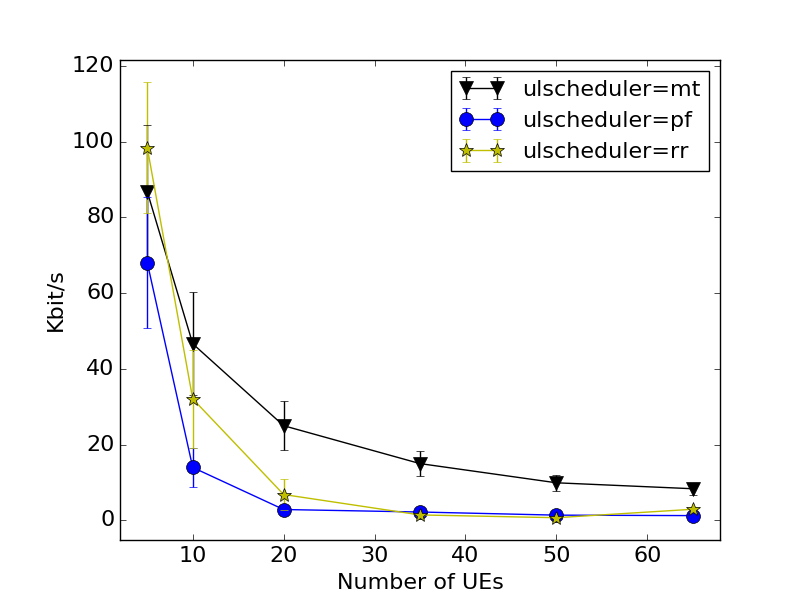 120
100
80
60
40
20
0
Kbit/s
ulscheduler=mt
ulscheduler=pf
ulscheduler=rr
10 20 30 40 50 60
Number of UEs